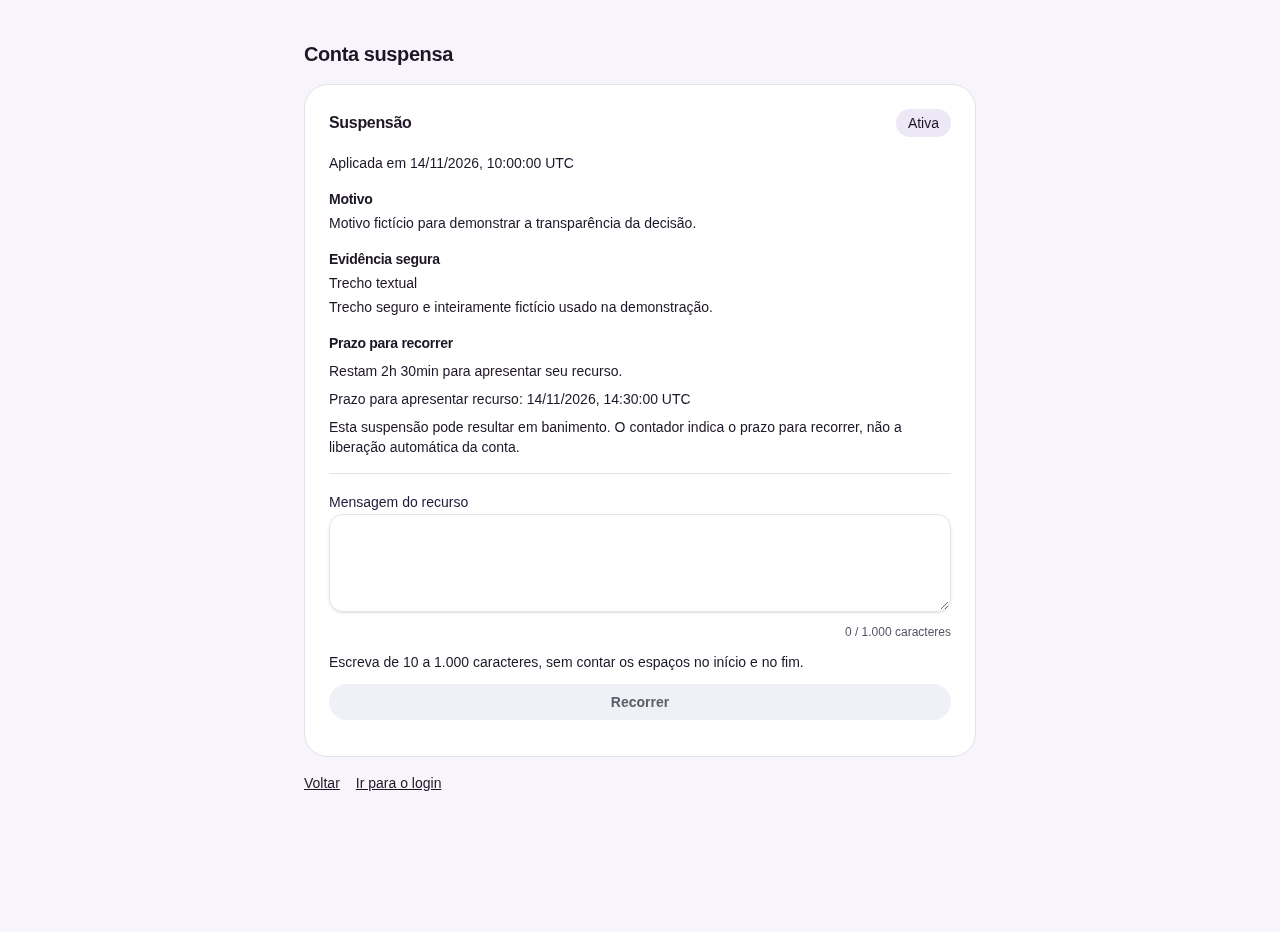 Conta suspensa
Suspensão
Ativa
Aplicada em 14/11/2026, 10:00:00 UTC
Motivo
Motivo fictício para demonstrar a transparência da decisão.
Evidência segura
Trecho textual
Trecho seguro e inteiramente fictício usado na demonstração.
Prazo para recorrer
Restam 2h 30min para apresentar seu recurso.
Prazo para apresentar recurso: 14/11/2026, 14:30:00 UTC
Esta suspensão pode resultar em banimento. O contador indica o prazo para recorrer, não a
liberação automática da conta.
Mensagem do recurso
0 / 1.000 caracteres
Escreva de 10 a 1.000 caracteres, sem contar os espaços no início e no fim.
Recorrer
Voltar Ir para o login